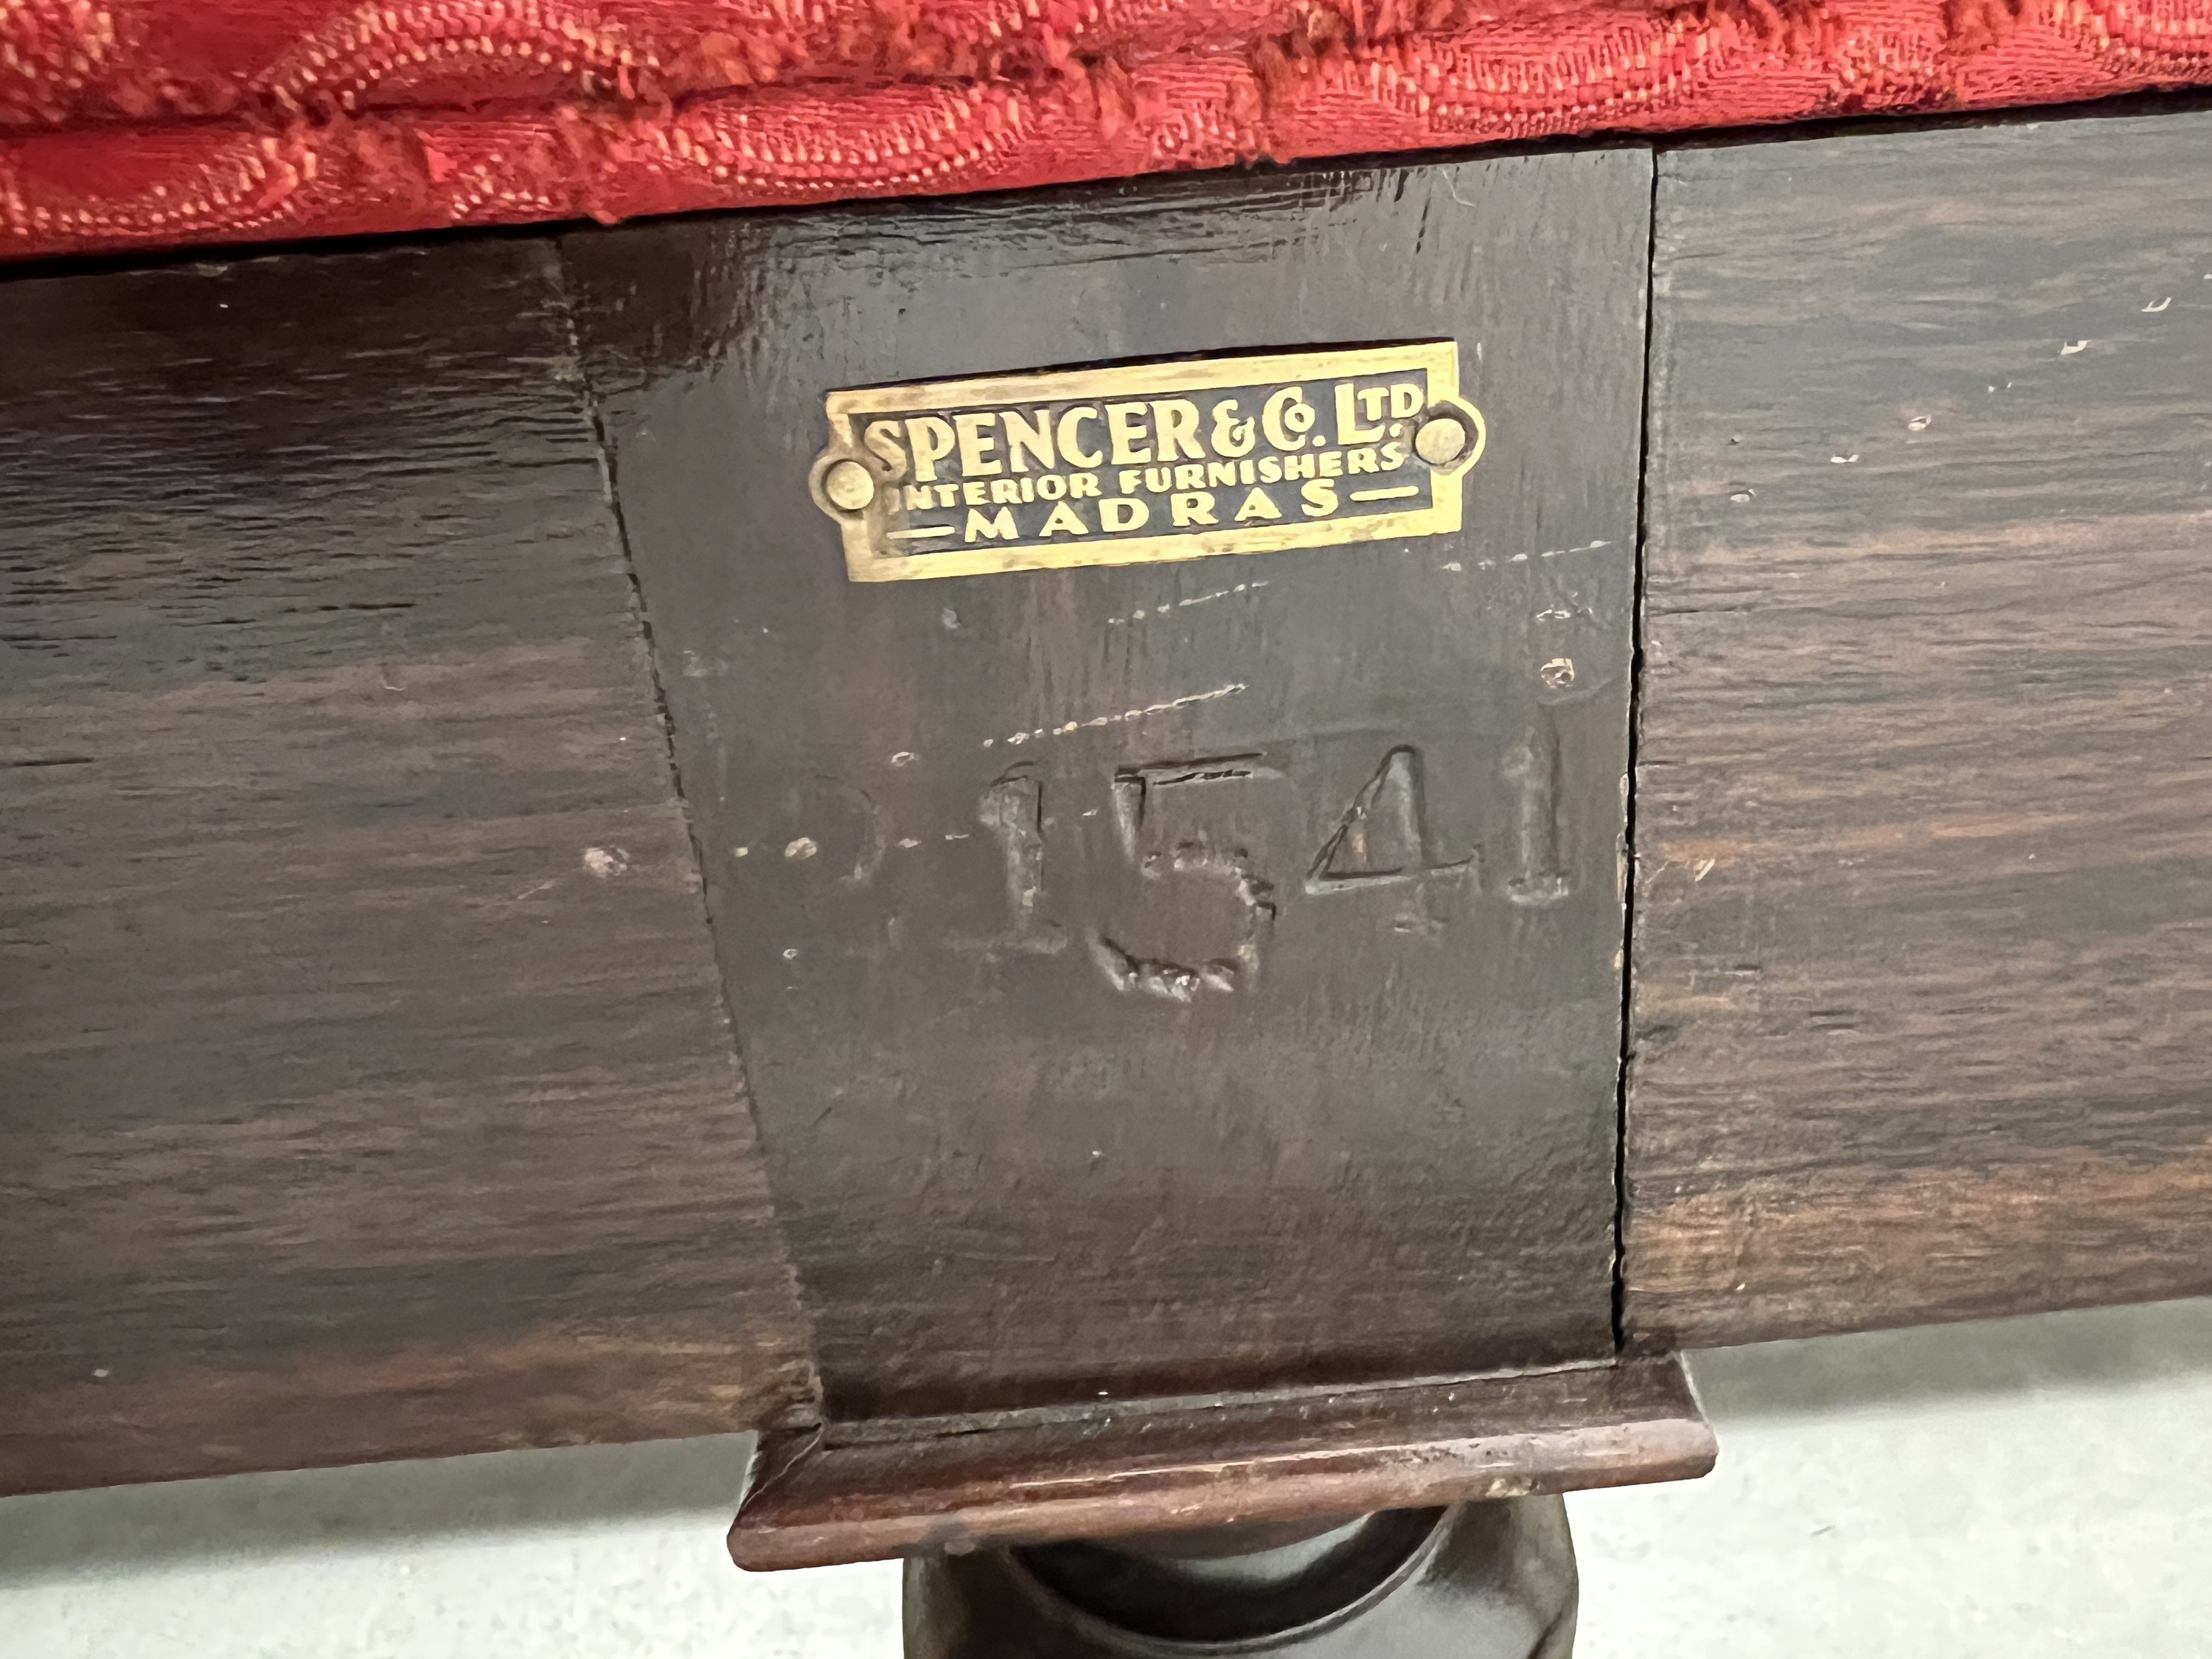 SPENCER & CO. LTD.
INTERIOR FURNISHERS
—MADRAS—
1541